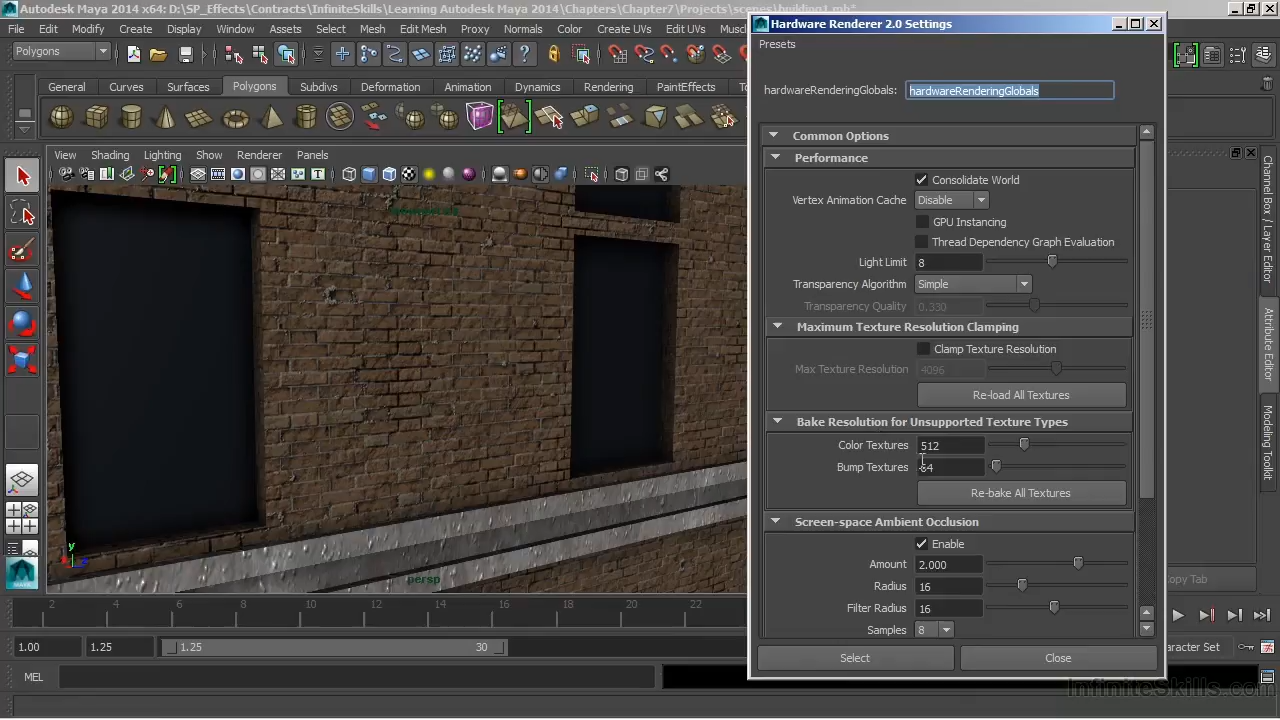 Autodesk Maya 2014 x64: D:\SP_Effects\Contracts\InfiniteSkills\Learning Autodesk Maya 2014\Chapters\Chapter7\Projects\scenes\building1.mb*
File Edit Modify Create Display Window Assets Select Mesh Edit Mesh Proxy Normals Color Create UVs Edit UVs Musc
Polygons
General Curves Surfaces Polygons Subdivs Deformation Animation Dynamics Rendering PaintEffects
View Shading Lighting Show Renderer Panels
persp
y
2 4 6 8 10 12 14 16 18 20 22
1.00 1.25 1.25 30
MEL
Hardware Renderer 2.0 Settings
Presets
hardwareRenderingGlobals: hardwareRenderingGlobals
Common Options
Performance
Consolidate World
Vertex Animation Cache Disable
GPU Instancing
Thread Dependency Graph Evaluation
Light Limit 8
Transparency Algorithm Simple
Transparency Quality 0.330
Maximum Texture Resolution Clamping
Clamp Texture Resolution
Max Texture Resolution 4096
Re-load All Textures
Bake Resolution for Unsupported Texture Types
Color Textures 512
Bump Textures 64
Re-bake All Textures
Screen-space Ambient Occlusion
Enable
Amount 2.000
Radius 16
Filter Radius 16
Samples 8
Select Close
Channel Box / Layer Editor
Attribute Editor
Modeling Toolkit
opy Tab
aracter Set
InfiniteSkills.com